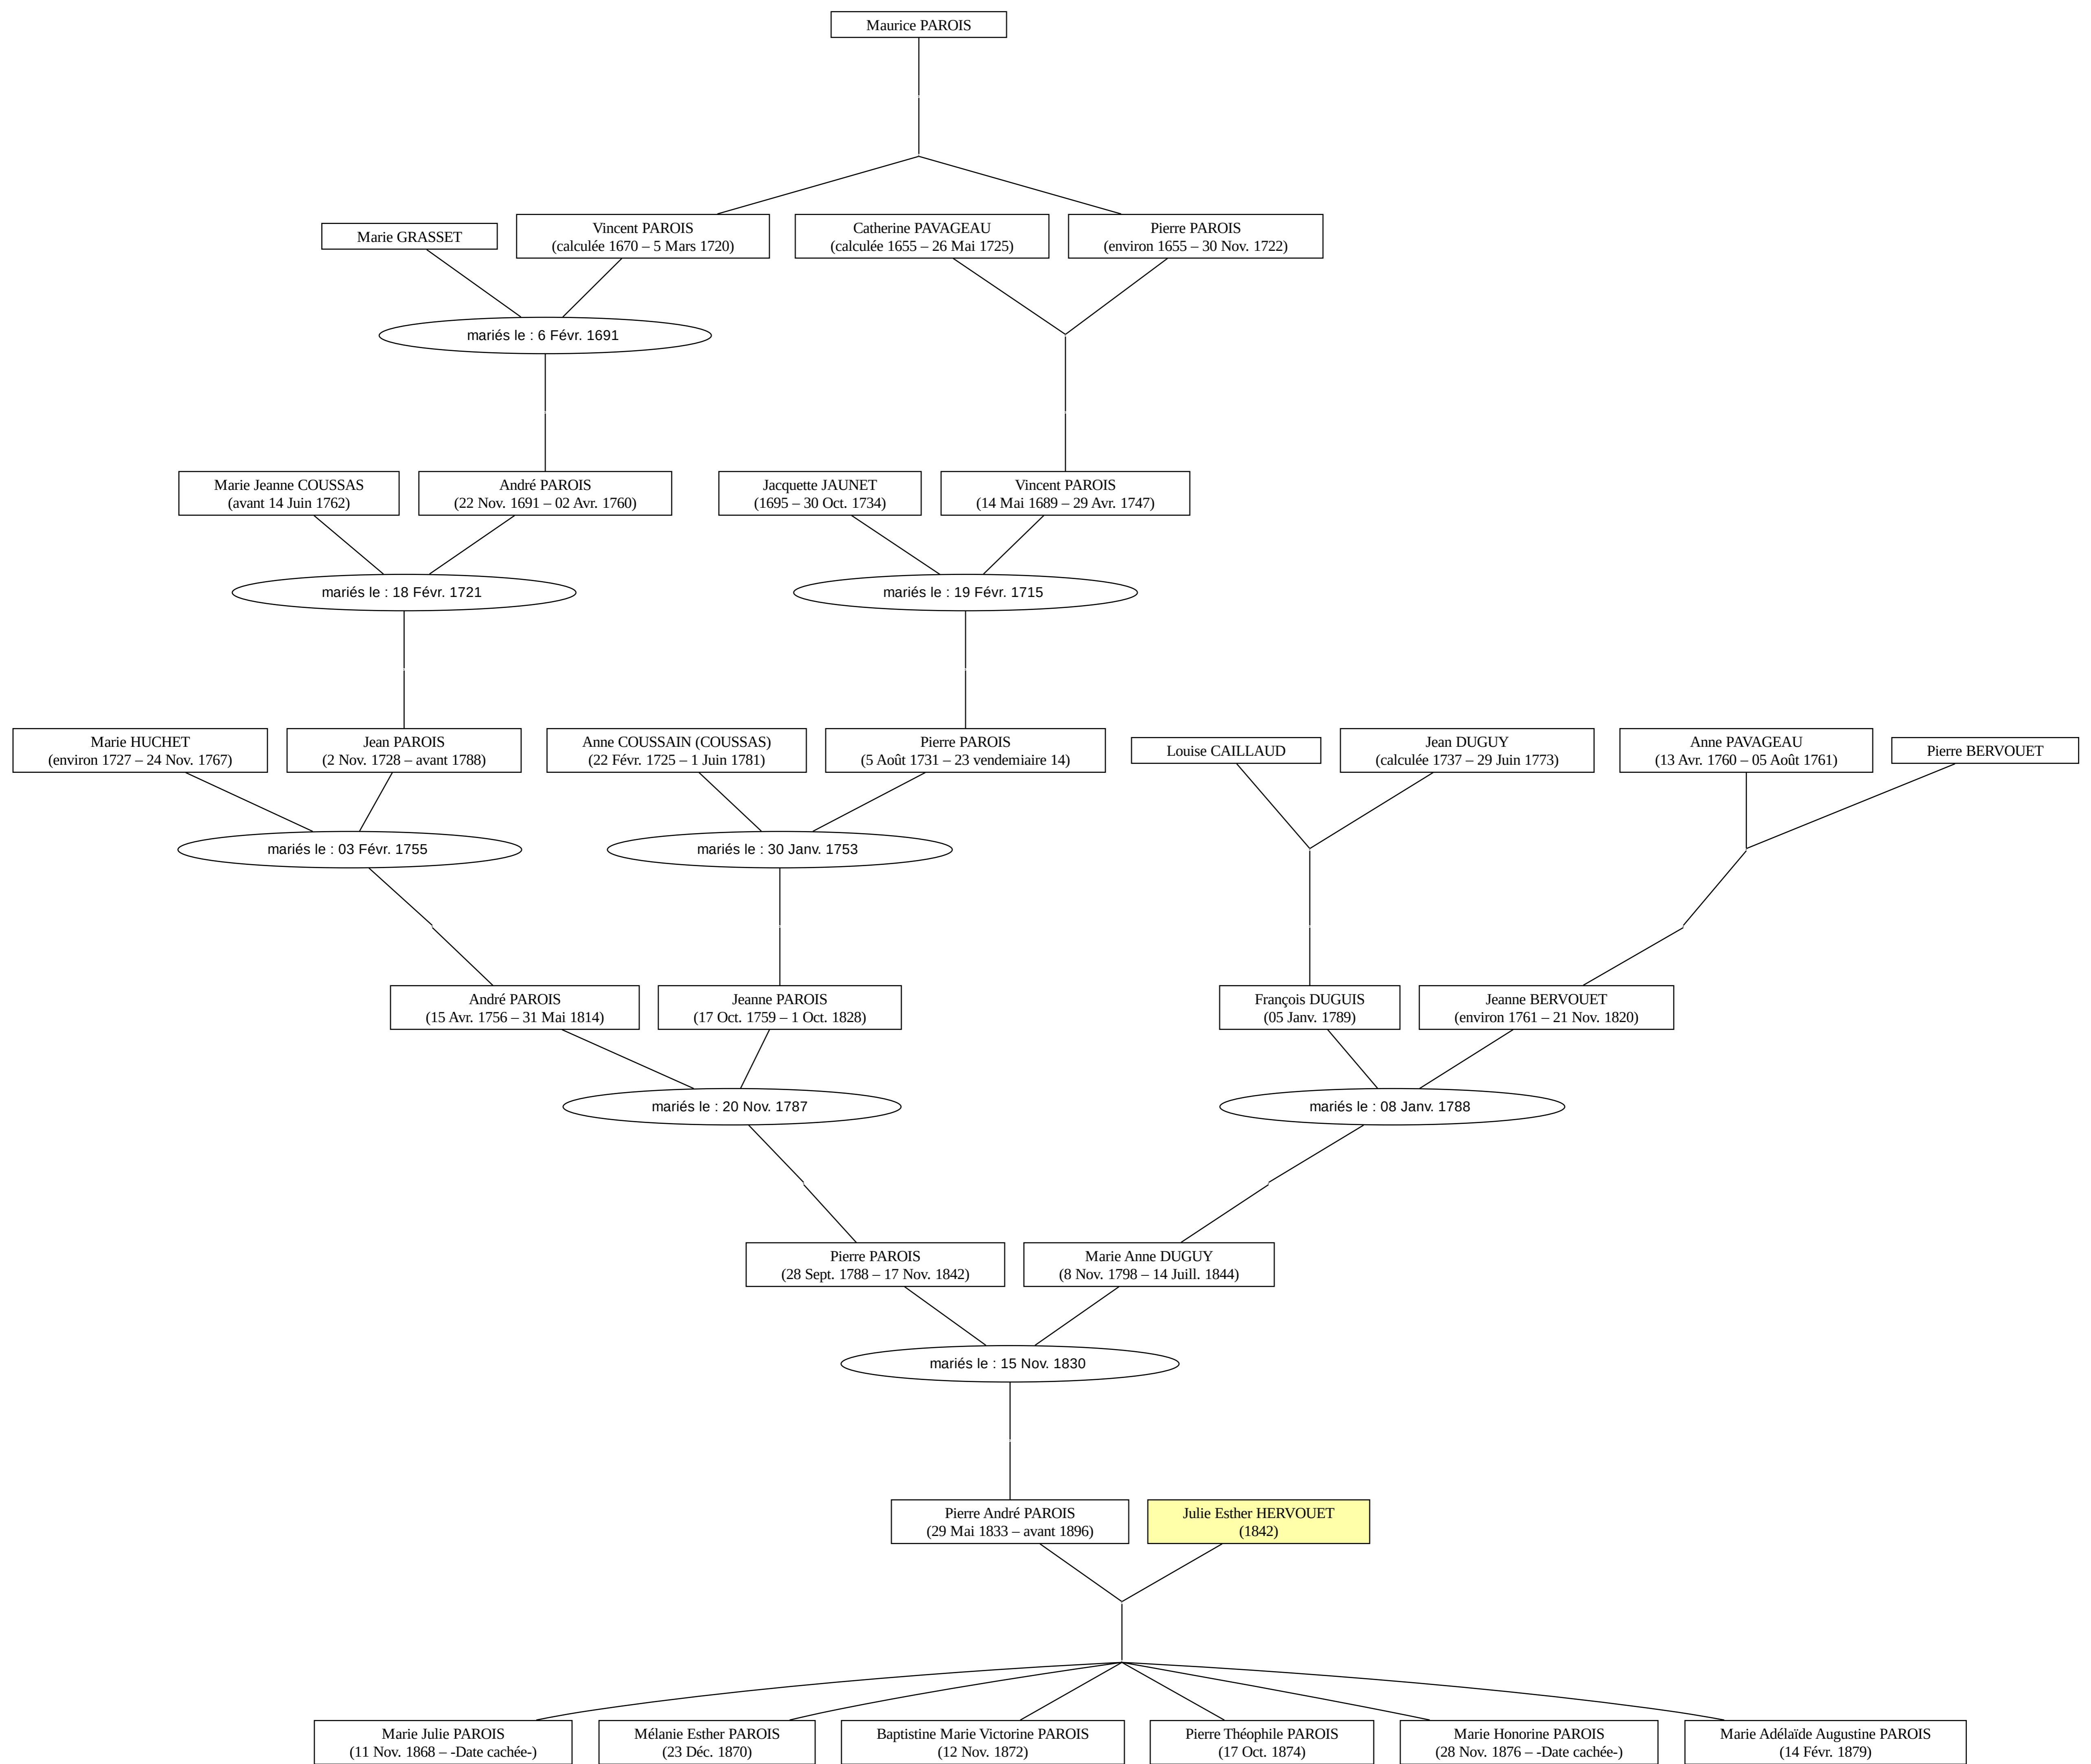 Maurice PAROIS
Marie GRASSET
Vincent PAROIS
(calculée 1670 – 5 Mars 1720)
Catherine PAVAGEAU
(calculée 1655 – 26 Mai 1725)
Pierre PAROIS
(environ 1655 – 30 Nov. 1722)
mariés le : 6 Févr. 1691
Marie Jeanne COUSSAS
(avant 14 Juin 1762)
André PAROIS
(22 Nov. 1691 – 02 Avr. 1760)
Jacquette JAUNET
(1695 – 30 Oct. 1734)
Vincent PAROIS
(14 Mai 1689 – 29 Avr. 1747)
mariés le : 18 Févr. 1721
mariés le : 19 Févr. 1715
Marie HUCHET
(environ 1727 – 24 Nov. 1767)
Jean PAROIS
(2 Nov. 1728 – avant 1788)
Anne COUSSAIN (COUSSAS)
(22 Févr. 1725 – 1 Juin 1781)
Pierre PAROIS
(5 Août 1731 – 23 vendemiaire 14)
Louise CAILLAUD
Jean DUGUY
(calculée 1737 – 29 Juin 1773)
Anne PAVAGEAU
(13 Avr. 1760 – 05 Août 1761)
Pierre BERVOUET
mariés le : 03 Févr. 1755
mariés le : 30 Janv. 1753
André PAROIS
(15 Avr. 1756 – 31 Mai 1814)
Jeanne PAROIS
(17 Oct. 1759 – 1 Oct. 1828)
François DUGUIS
(05 Janv. 1789)
Jeanne BERVOUET
(environ 1761 – 21 Nov. 1820)
mariés le : 20 Nov. 1787
mariés le : 08 Janv. 1788
Pierre PAROIS
(28 Sept. 1788 – 17 Nov. 1842)
Marie Anne DUGUY
(8 Nov. 1798 – 14 Juill. 1844)
mariés le : 15 Nov. 1830
Pierre André PAROIS
(29 Mai 1833 – avant 1896)
Julie Esther HERVOUET
(1842)
Marie Julie PAROIS
(11 Nov. 1868 – -Date cachée-)
Mélanie Esther PAROIS
(23 Déc. 1870)
Baptistine Marie Victorine PAROIS
(12 Nov. 1872)
Pierre Théophile PAROIS
(17 Oct. 1874)
Marie Honorine PAROIS
(28 Nov. 1876 – -Date cachée-)
Marie Adélaïde Augustine PAROIS
(14 Févr. 1879)